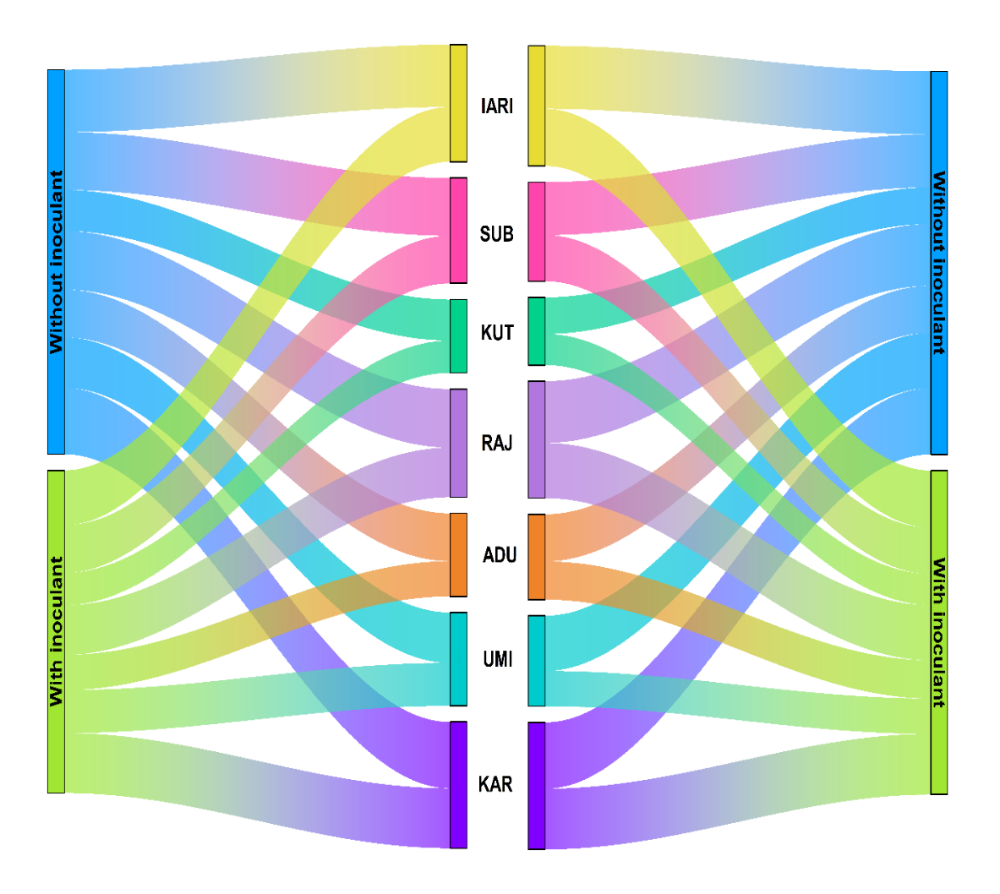 Without inoculant
With inoculant
IARI
SUB
KUT
RAJ
ADU
UMI
KAR
Without inoculant
With inoculant